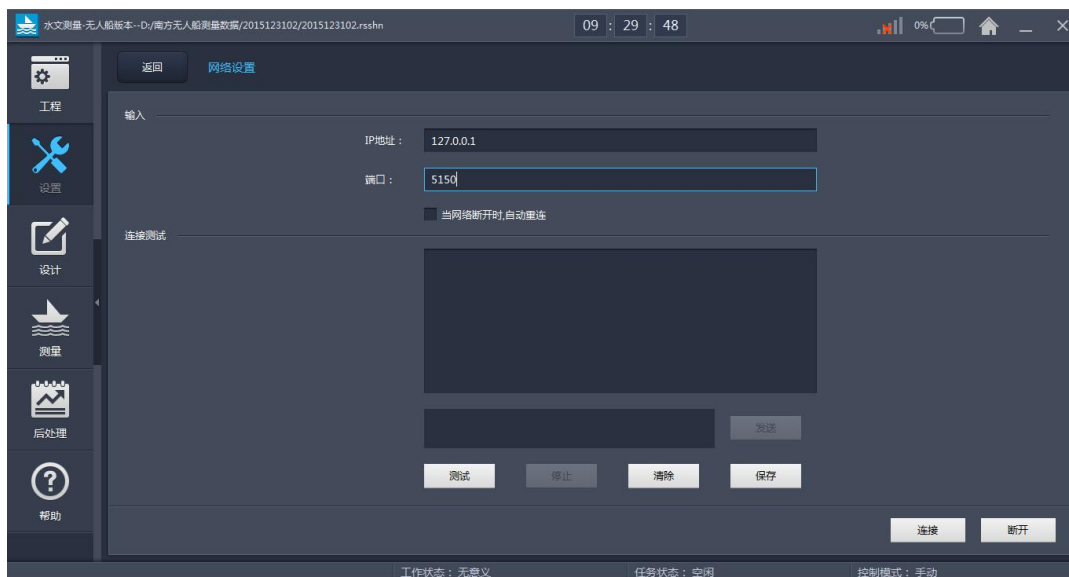 水文测量-无人船版本--D:/南方无人船测量数据/2015123102/2015123102.rsshn
09 : 29 : 48
0%
工程
设置
设计
测量
后处理
帮助
返回
网络设置
输入
IP地址：
127.0.0.1
端口：
5150
当网络断开时,自动重连
连接测试
发送
测试
停止
清除
保存
连接
断开
工作状态：无意义
任务状态：空闲
控制模式：手动